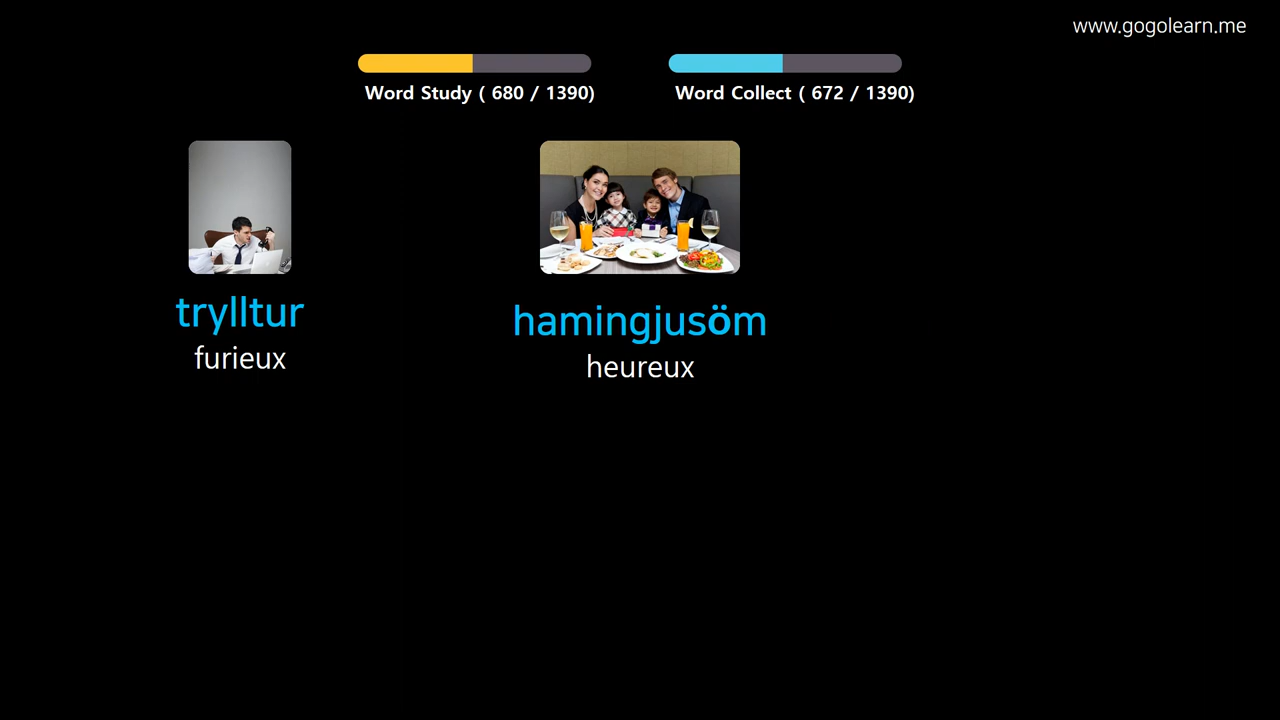 www.gogolearn.me
Word Study ( 680 / 1390)
Word Collect ( 672 / 1390)
trylltur
furieux
hamingjusöm
heureux